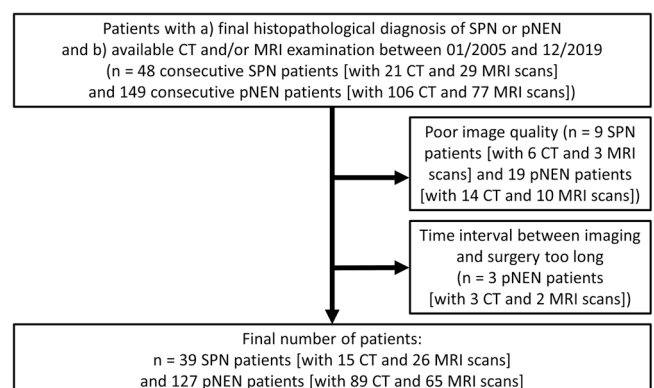 Patients with a) final histopathological diagnosis of SPN or pNEN
and b) available CT and/or MRI examination between 01/2005 and 12/2019
(n = 48 consecutive SPN patients [with 21 CT and 29 MRI scans]
and 149 consecutive pNEN patients [with 106 CT and 77 MRI scans])
Poor image quality (n = 9 SPN
patients [with 6 CT and 3 MRI
scans] and 19 pNEN patients
[with 14 CT and 10 MRI scans])
Time interval between imaging
and surgery too long
(n = 3 pNEN patients
[with 3 CT and 2 MRI scans])
Final number of patients:
n = 39 SPN patients [with 15 CT and 26 MRI scans]
and 127 pNEN patients [with 89 CT and 65 MRI scans]